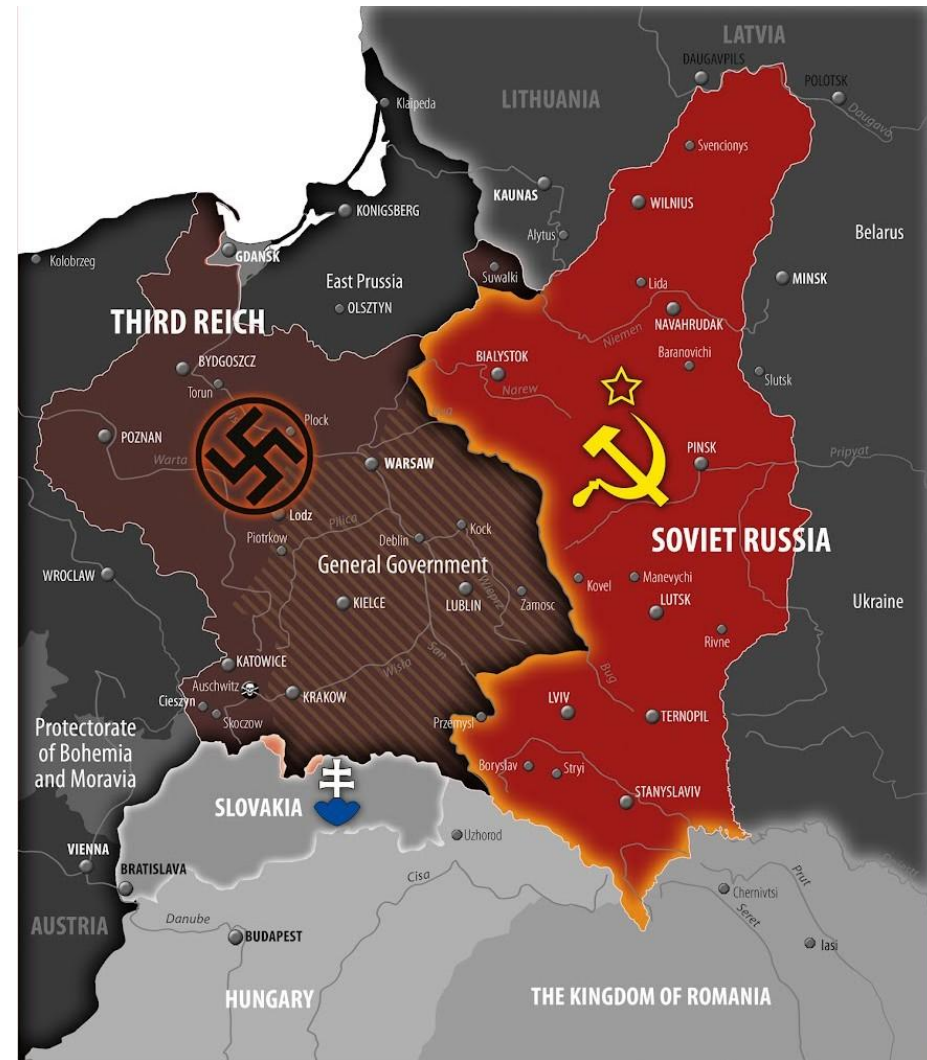 LATVIA
DAUGAVPILS
POLOTSK
Daugava
LITHUANIA
Klaipeda
Svencionys
KAUNAS
WILNIUS
KONIGSBERG
Alytus
Belarus
GDANSK
Kolobrzeg
Suwalki
East Prussia
Lida
MINSK
OLSZTYN
THIRD REICH
NAVAHRUDAK
Niemen
BIALYSTOK
Baranovichi
BYDGOSZCZ
Slutsk
Torun
Narew
Plock
POZNAN
PINSK
Pripyat
Warta
WARSAW
Lodz
Pilica
Kock
Piotrkow
Deblin
SOVIET RUSSIA
General Government
WROCLAW
Kovel
Manevychi
Wieprz
KIELCE
LUBLIN
Zamosc
LUTSK
Ukraine
Rivne
San
KATOWICE
Wisla
Bug
Auschwitz
KRAKOW
Cieszyn
LVIV
Skoczow
Przemysl
TERNOPIL
Protectorate
of Bohemia
and Moravia
Boryslav
Stryi
STANYSLAVIV
SLOVAKIA
Uzhorod
VIENNA
BRATISLAVA
Cisa
Prut
Chernivtsi
Seret
AUSTRIA
Danube
BUDAPEST
Iasi
HUNGARY
THE KINGDOM OF ROMANIA